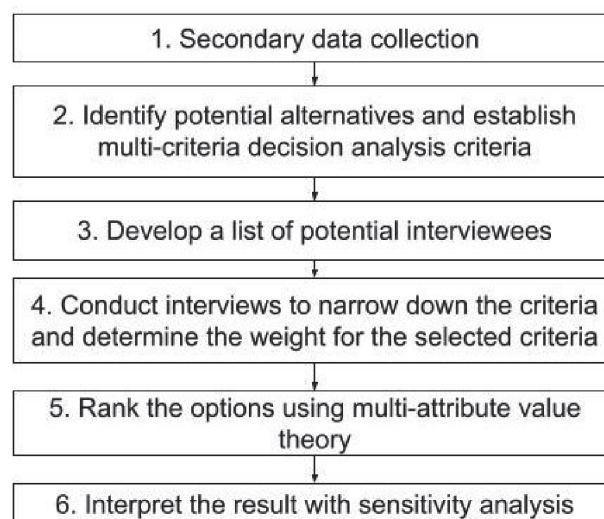 1. Secondary data collection
2. Identify potential alternatives and establish
multi-criteria decision analysis criteria
3. Develop a list of potential interviewees
4. Conduct interviews to narrow down the criteria
and determine the weight for the selected criteria
5. Rank the options using multi-attribute value
theory
6. Interpret the result with sensitivity analysis